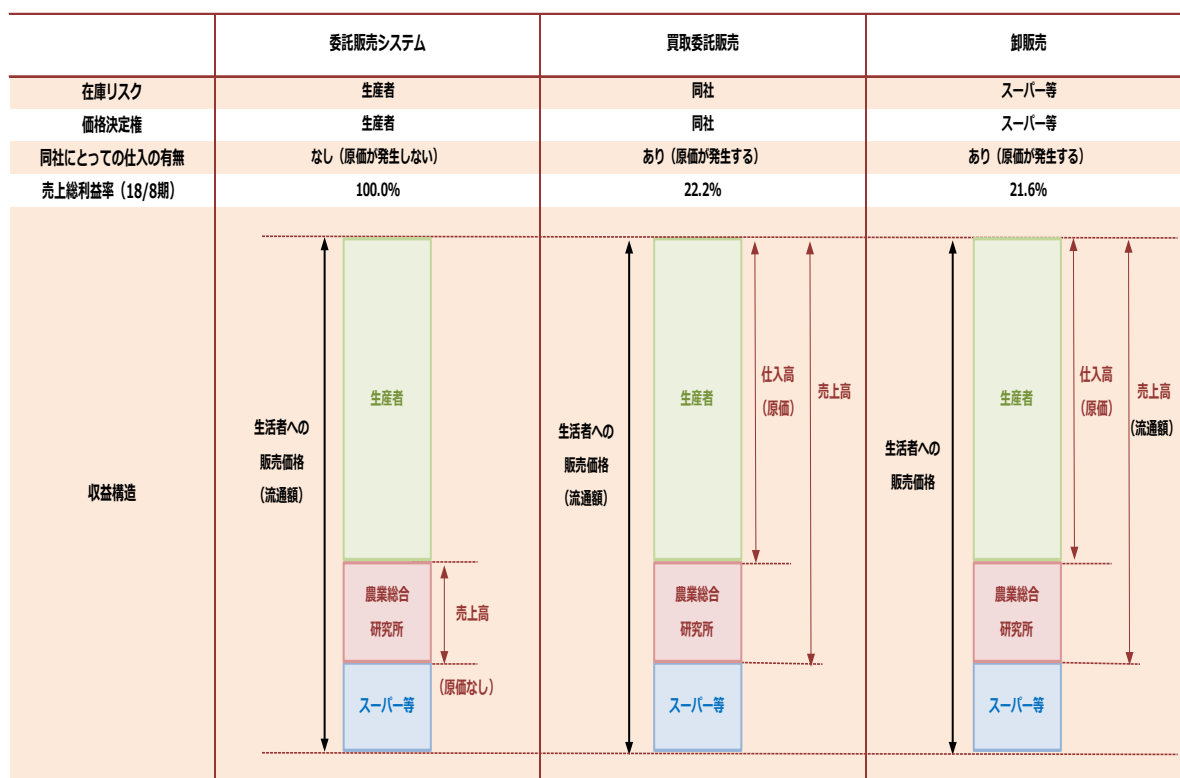 委託販売システム 買取委託販売 卸販売
在庫リスク 生産者 同社 スーパー等
価格決定権 生産者 同社 スーパー等
同社にとっての仕入の有無 なし（原価が発生しない） あり（原価が発生する） あり（原価が発生する）
売上総利益率（18/8期） 100.0% 22.2% 21.6%
収益構造
生活者への
販売価格
（流通額）
生産者
農業総合
研究所
スーパー等
売上高
（原価なし）
生活者への
販売価格
（流通額）
生産者
農業総合
研究所
スーパー等
仕入高
（原価）
売上高
生活者への
販売価格
生産者
農業総合
研究所
スーパー等
仕入高
（原価）
売上高
（流通額）